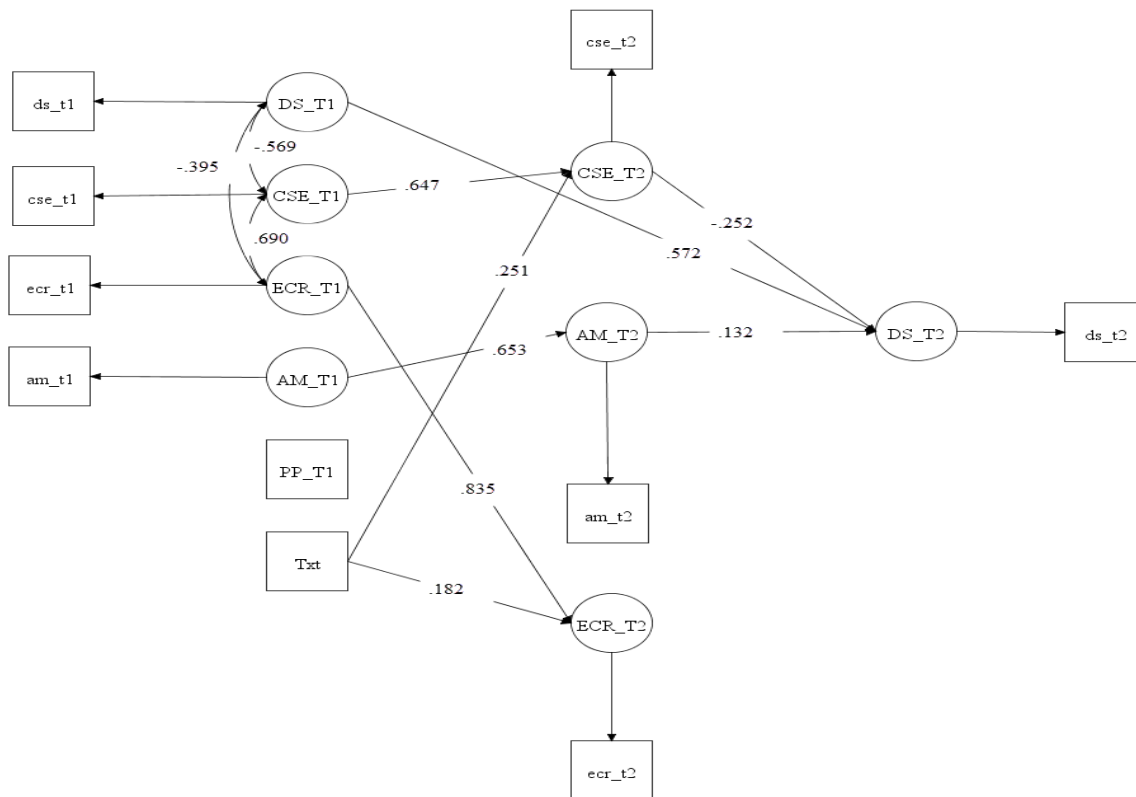 cse_t2
ds_t1
DS_T1
-.569
-.395
CSE_T2
cse_t1
CSE_T1
.647
.690
-.252
.572
ecr_t1
ECR_T1
.251
AM_T2
.132
DS_T2
ds_t2
.653
am_t1
AM_T1
PP_T1
.835
am_t2
Txt
.182
ECR_T2
ecr_t2